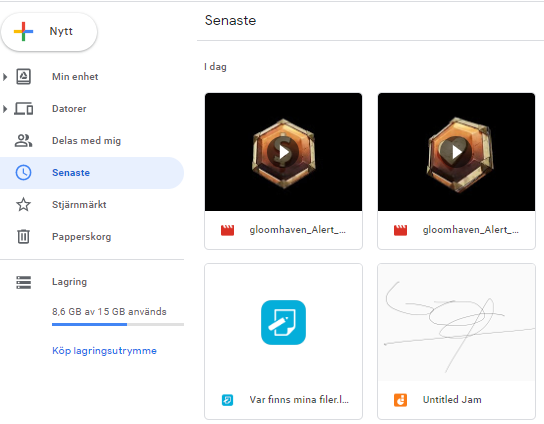 Nytt
Min enhet
Datorer
Delas med mig
Senaste
Stjärnmärkt
Papperskorg
Lagring
8,6 GB av 15 GB används
Köp lagringsutrymme
Senaste
I dag
gloomhaven_Alert_...
gloomhaven_Alert_...
Var finns mina filer.l...
Untitled Jam